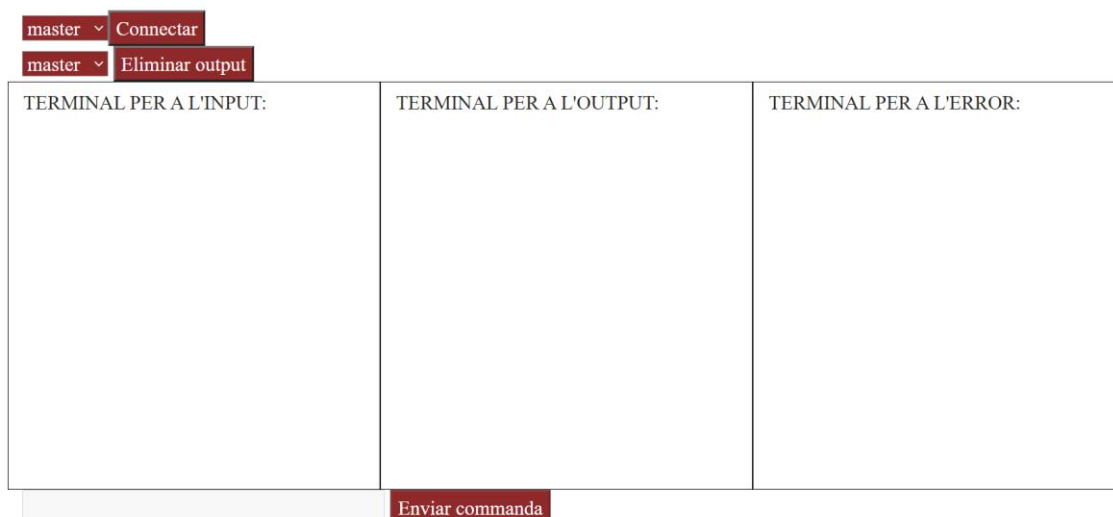 master Connectar
master Eliminar output
TERMINAL PER A L'INPUT:
TERMINAL PER A L'OUTPUT:
TERMINAL PER A L'ERROR:
Enviar commanda